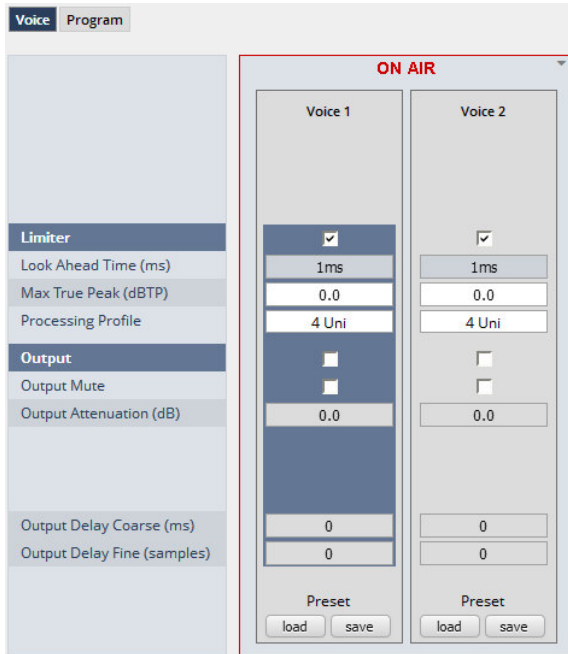 Voice Program
ON AIR
Voice 1 Voice 2
Limiter
Look Ahead Time (ms) 1ms 1ms
Max True Peak (dBTP) 0.0 0.0
Processing Profile 4 Uni 4 Uni
Output
Output Mute
Output Attenuation (dB) 0.0 0.0
Output Delay Coarse (ms) 0 0
Output Delay Fine (samples) 0 0
Preset Preset
load save load save